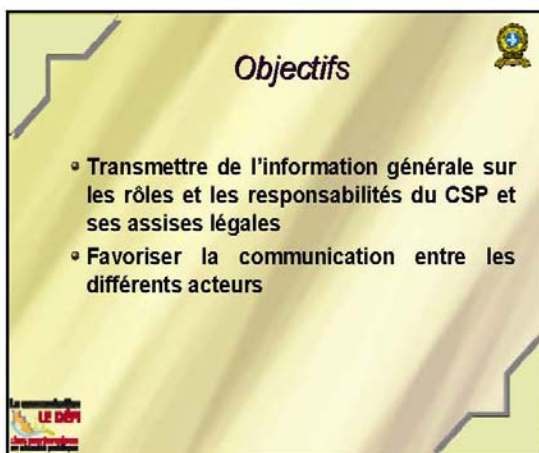 Objectifs
Transmettre de l'information générale sur
les rôles et les responsabilités du CSP et
ses assises légales
Favoriser la communication entre les
différents acteurs
LE DÉFI